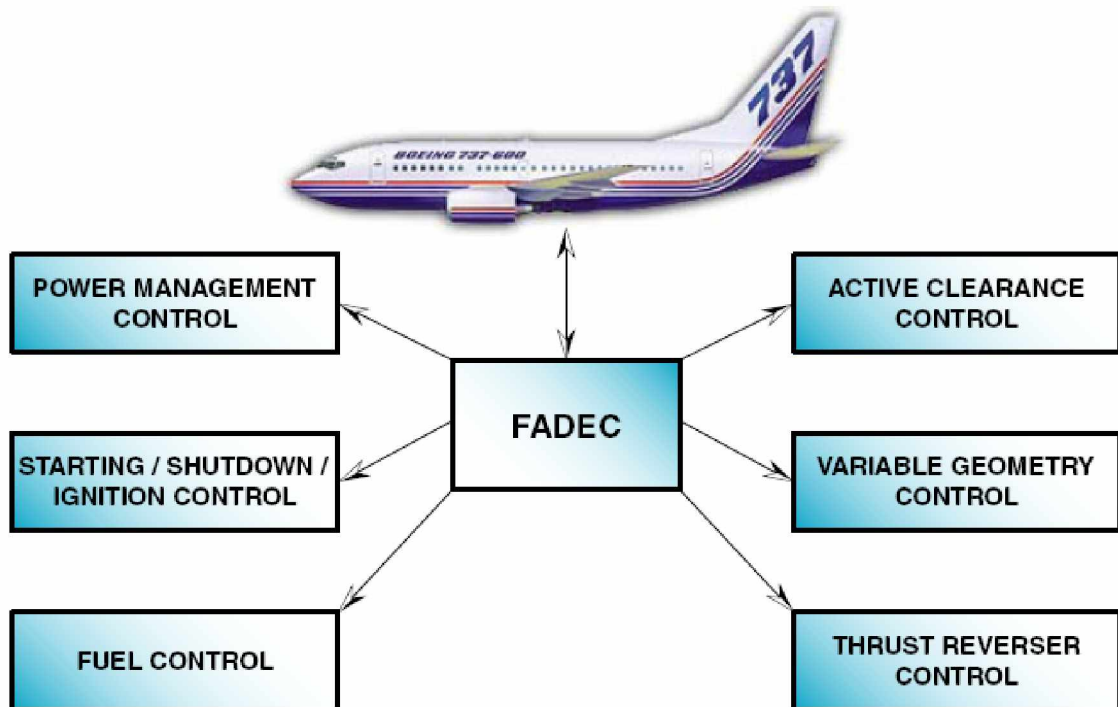 737
BOEING 737-600
POWER MANAGEMENT
CONTROL
ACTIVE CLEARANCE
CONTROL
FADEC
STARTING / SHUTDOWN /
IGNITION CONTROL
VARIABLE GEOMETRY
CONTROL
FUEL CONTROL
THRUST REVERSER
CONTROL